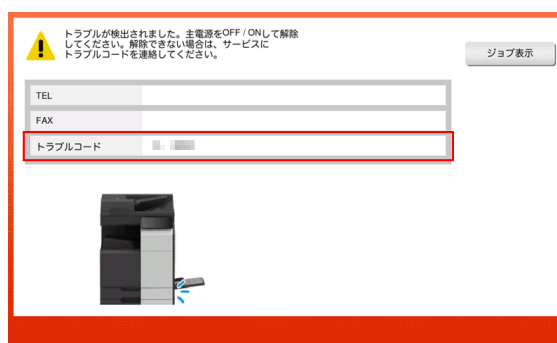 トラブルが検出されました。主電源をOFF / ONして解除
してください。解除できない場合は、サービスに
トラブルコードを連絡してください。
ジョブ表示
TEL
FAX
トラブルコード